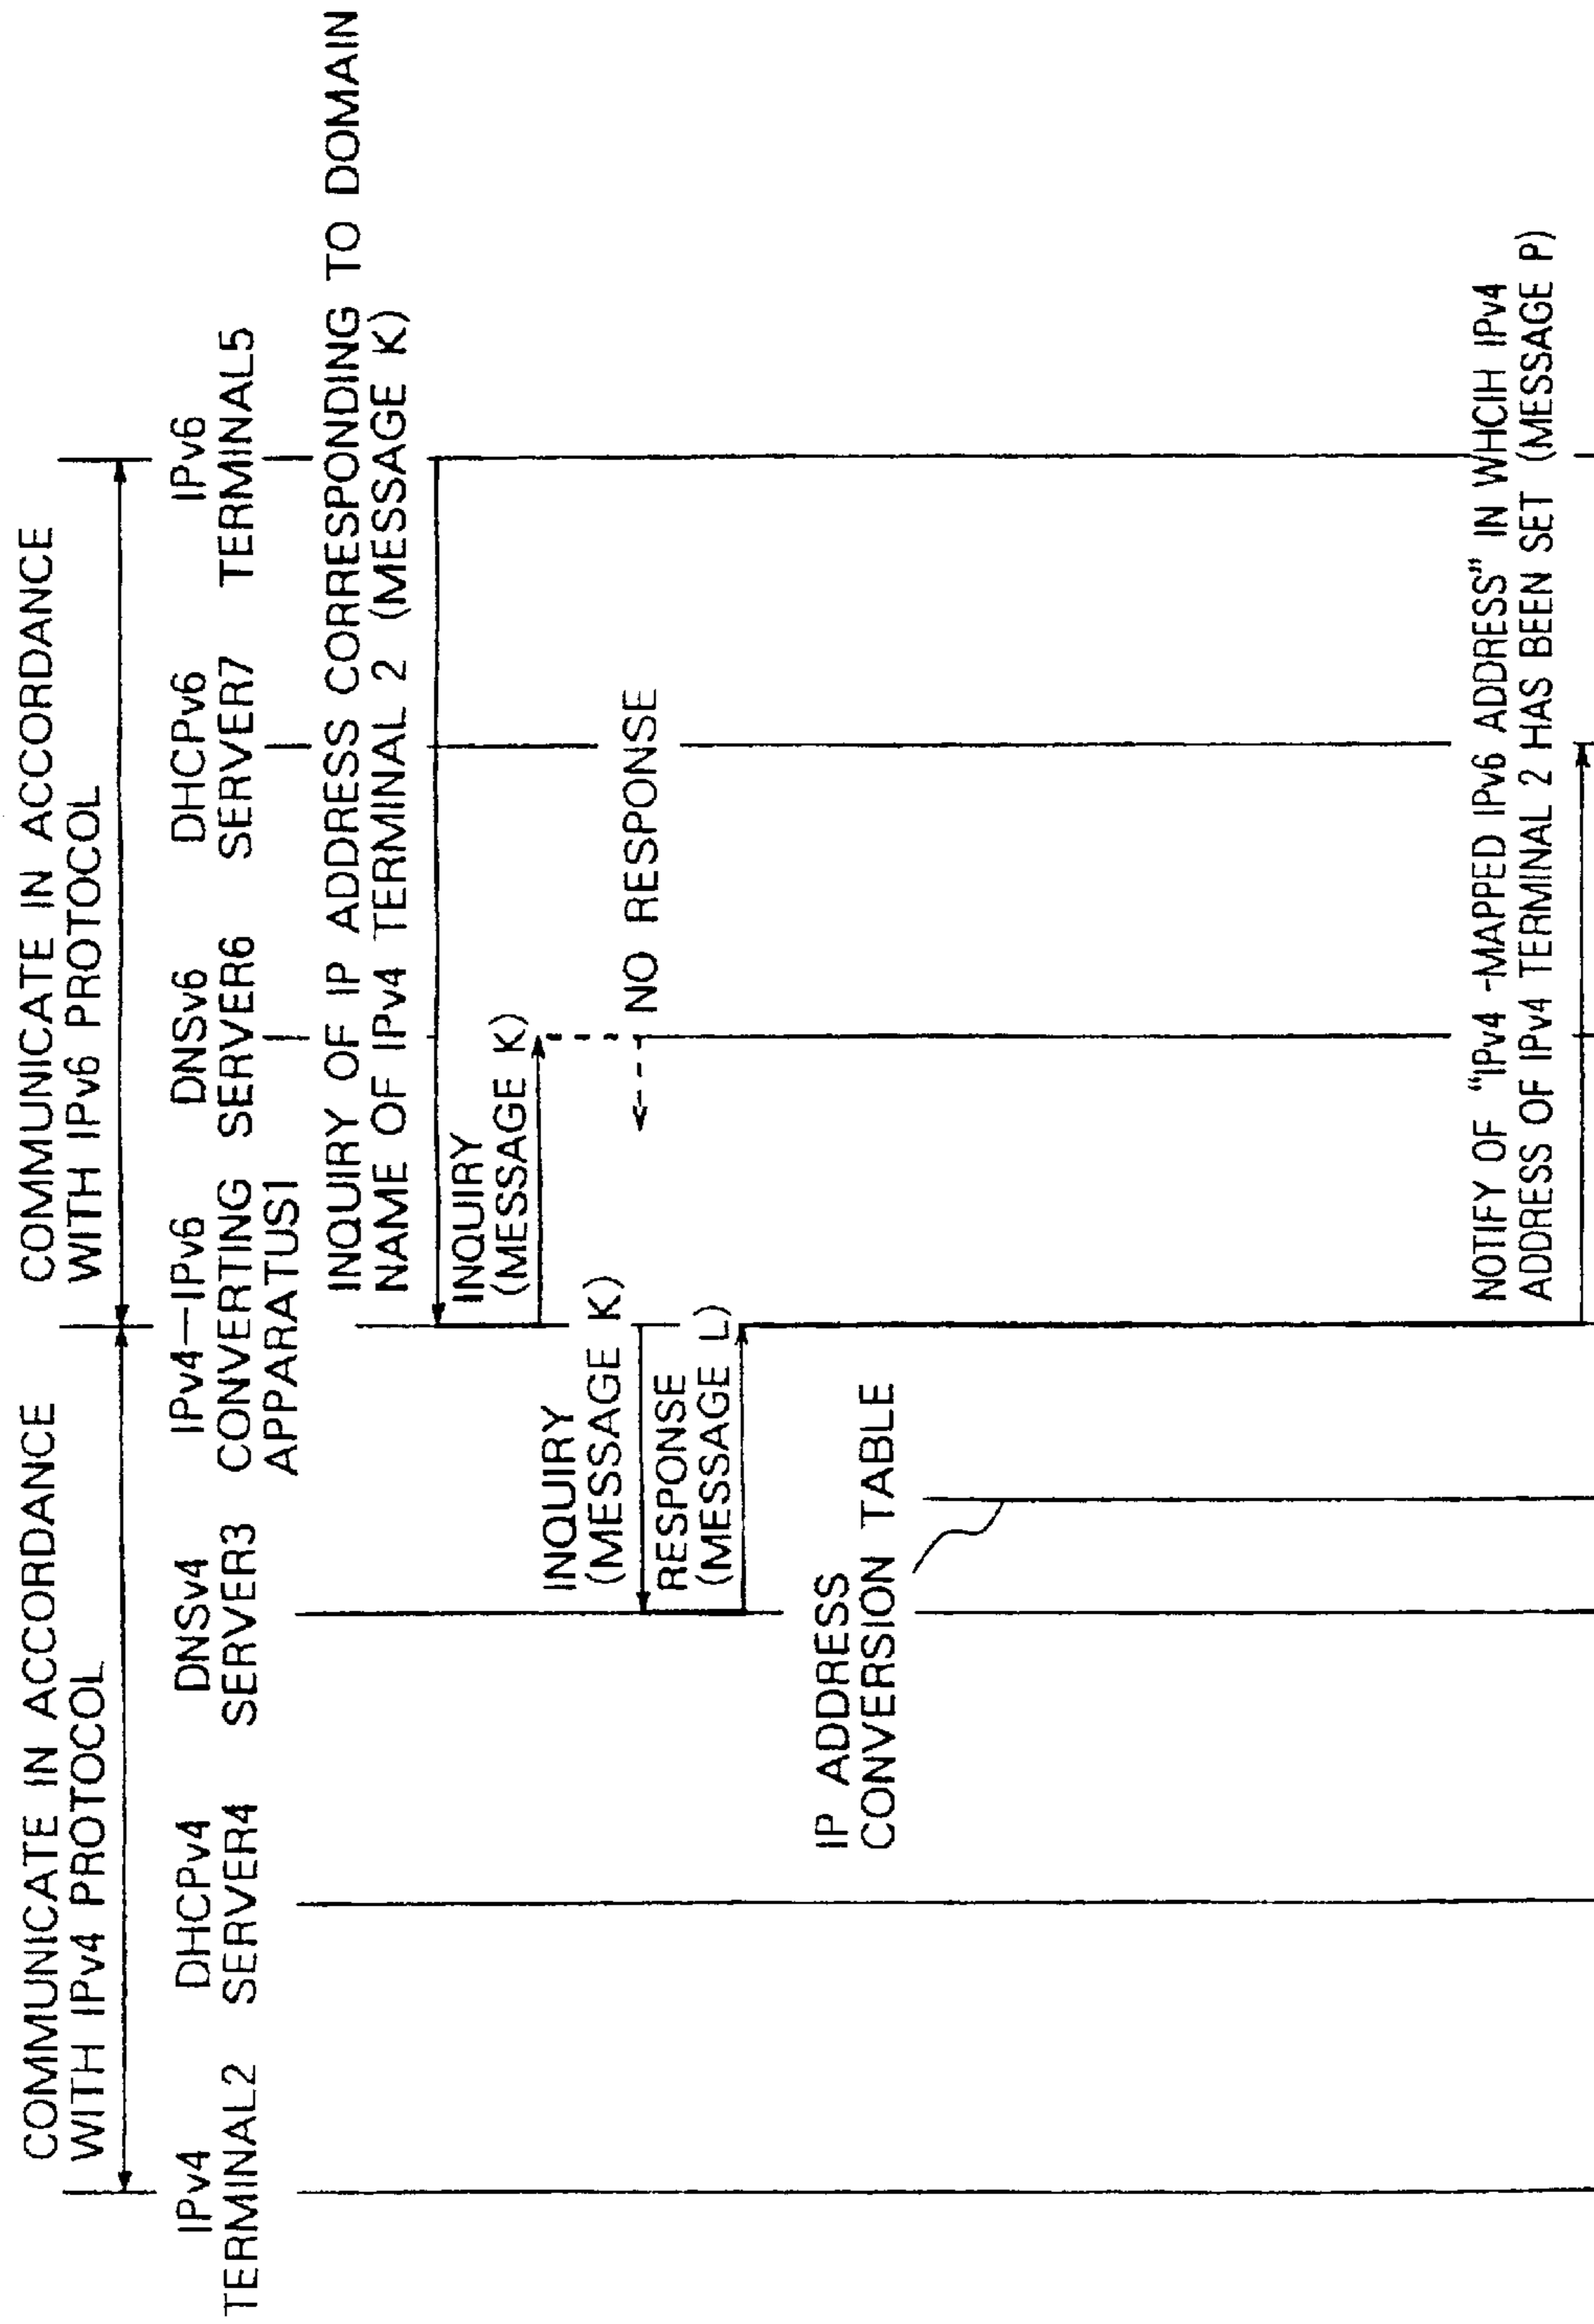 COMMUNICATE IN ACCORDANCE
WITH IPv4 PROTOCOL
COMMUNICATE IN ACCORDANCE
WITH IPv6 PROTOCOL
IPv4
TERMINAL2
DHCPv4
SERVER4
DNSv4
SERVER3
IPv4—IPv6
CONVERTING
APPARATUS1
DNSv6
SERVER6
DHCPv6
SERVER7
IPv6
TERMINAL5
INQUIRY OF IP ADDRESS CORRESPONDING TO DOMAIN
NAME OF IPv4 TERMINAL 2 (MESSAGE K)
INQUIRY
(MESSAGE K)
NO RESPONSE
INQUIRY
(MESSAGE K)
RESPONSE
(MESSAGE L)
IP ADDRESS
CONVERSION TABLE
NOTIFY OF "IPv4 -MAPPED IPv6 ADDRESS" IN WHCIH IPv4
ADDRESS OF IPv4 TERMINAL 2 HAS BEEN SET (MESSAGE P)